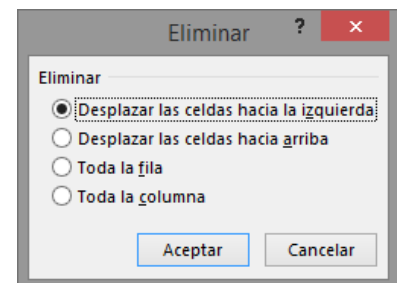 Eliminar ? ×
Eliminar
Desplazar las celdas hacia la izquierda
Desplazar las celdas hacia arriba
Toda la fila
Toda la columna
Aceptar Cancelar